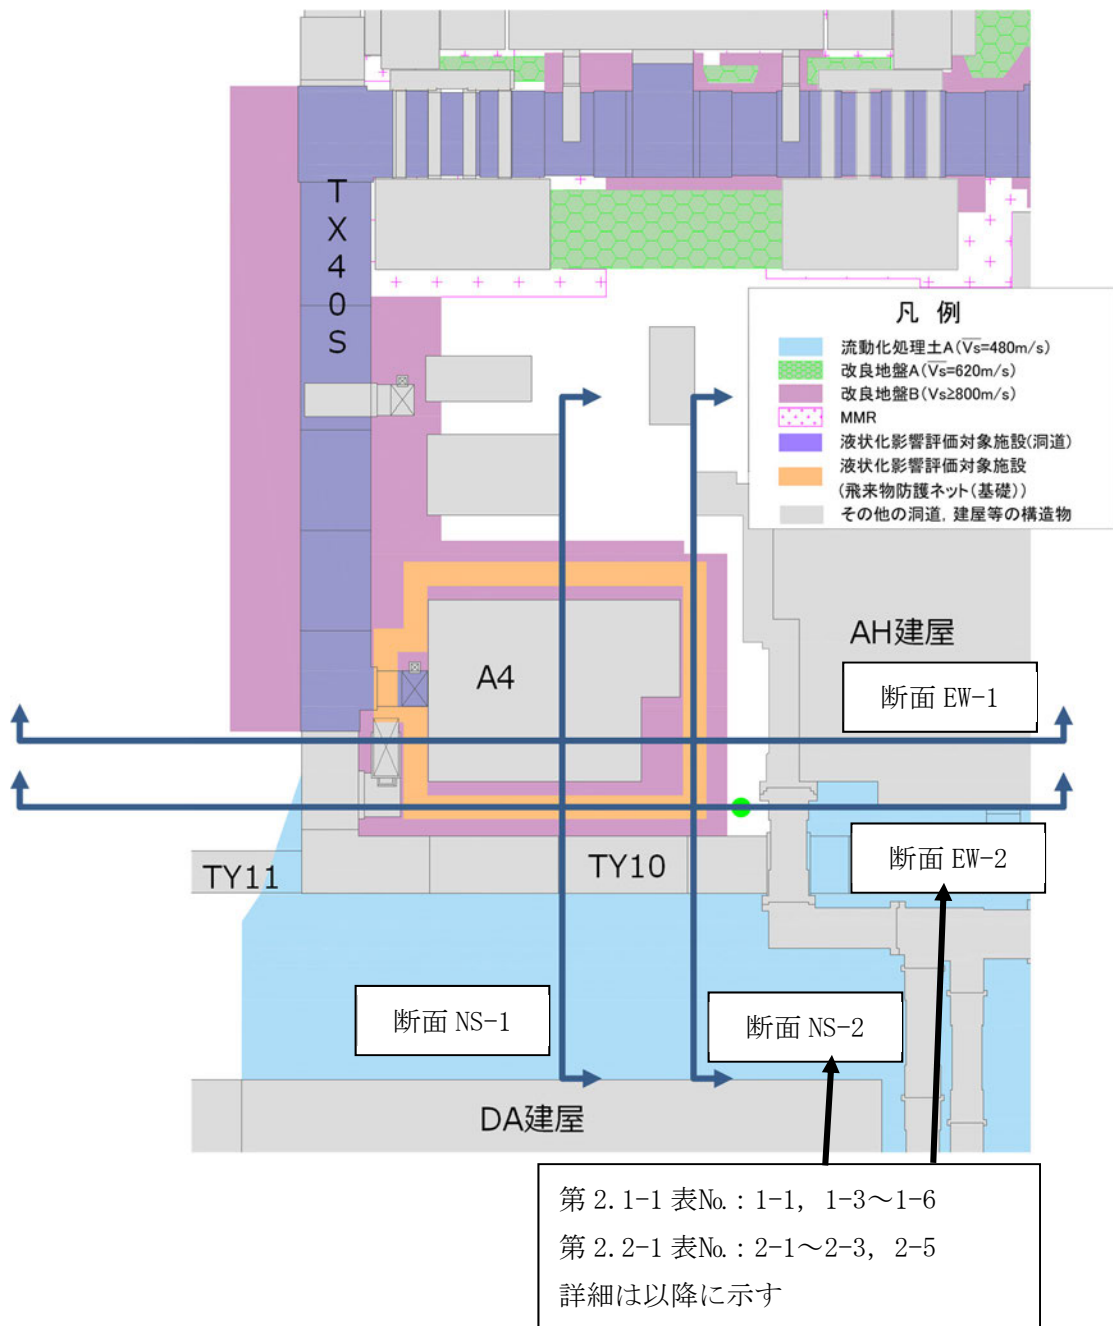 TX40S
凡 例
流動化処理土A(V̅s̅=480m/s)
改良地盤A(V̅s̅=620m/s)
改良地盤B(Vs≥800m/s)
MMR
液状化影響評価対象施設(洞道)
液状化影響評価対象施設
(飛来物防護ネット(基礎))
その他の洞道，建屋等の構造物
AH建屋
A4
断面 EW-1
断面 EW-2
TY11
TY10
断面 NS-1
断面 NS-2
DA建屋
第 2.1-1 表№：1-1，1-3～1-6
第 2.2-1 表№：2-1～2-3，2-5
詳細は以降に示す